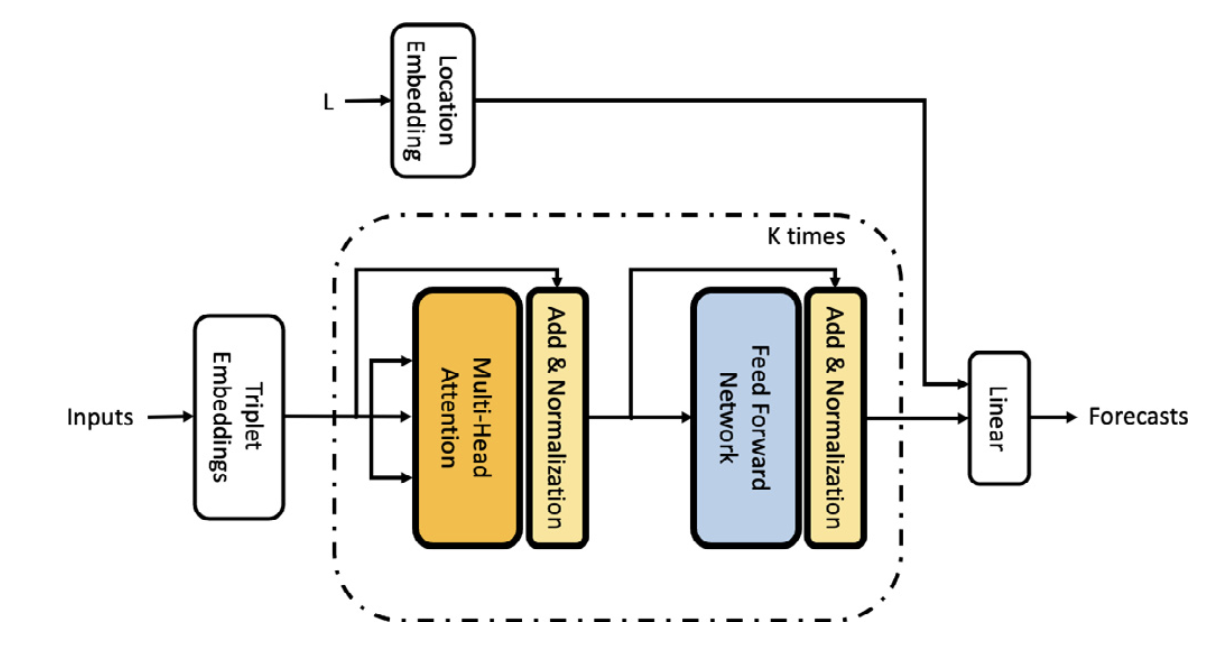 L
Location
Embedding
K times
Inputs
Triplet
Embeddings
Multi-Head
Attention
Add & Normalization
Feed Forward
Network
Add & Normalization
Linear
Forecasts